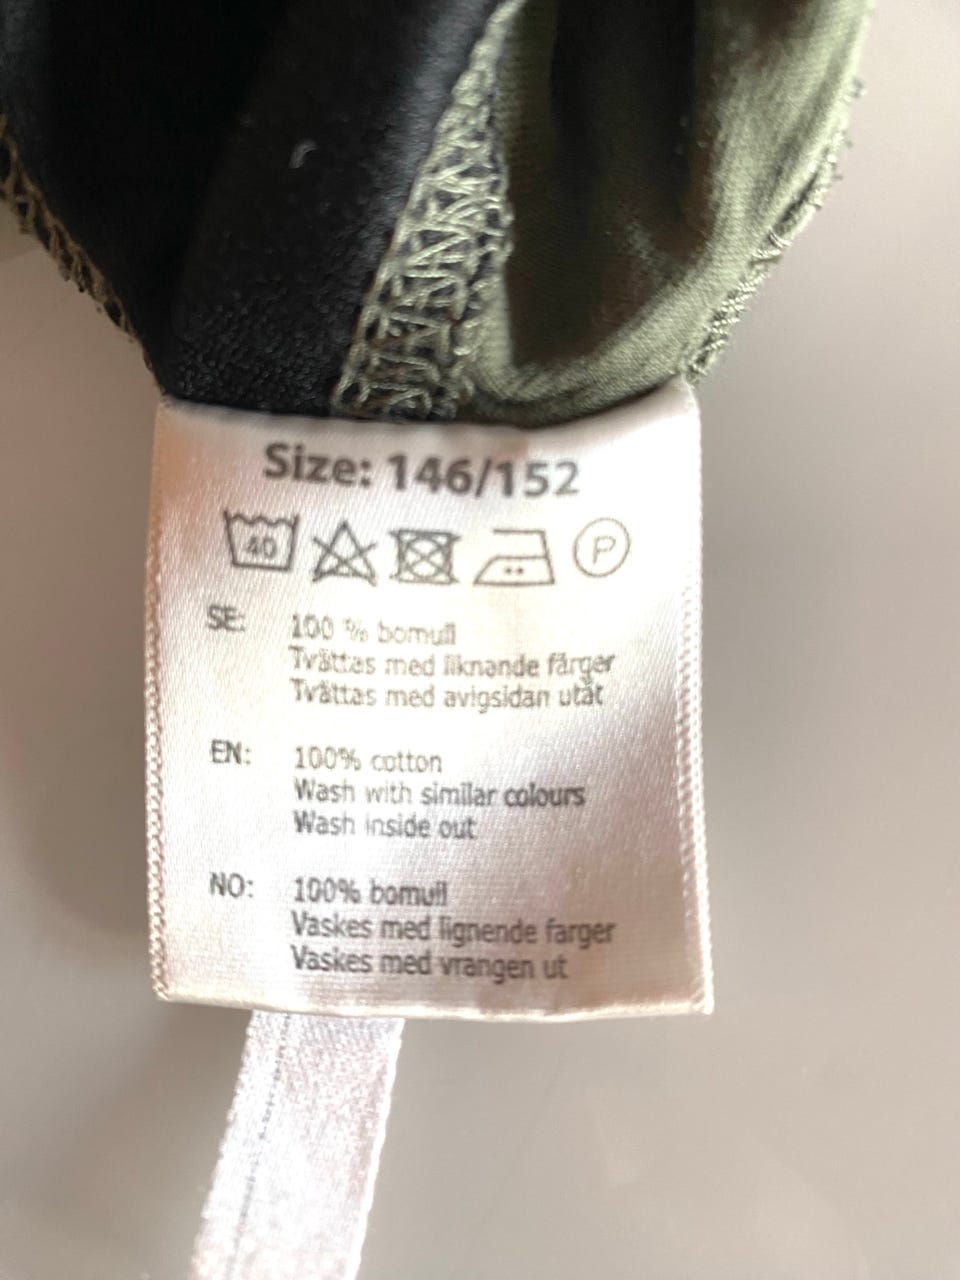 Size: 146/152
40 P
SE: 100 % bomull
Tvättas med liknande färger
Tvättas med avigsidan utåt
EN: 100% cotton
Wash with similar colours
Wash inside out
NO: 100% bomull
Vaskes med lignende farger
Vaskes med vrangen ut